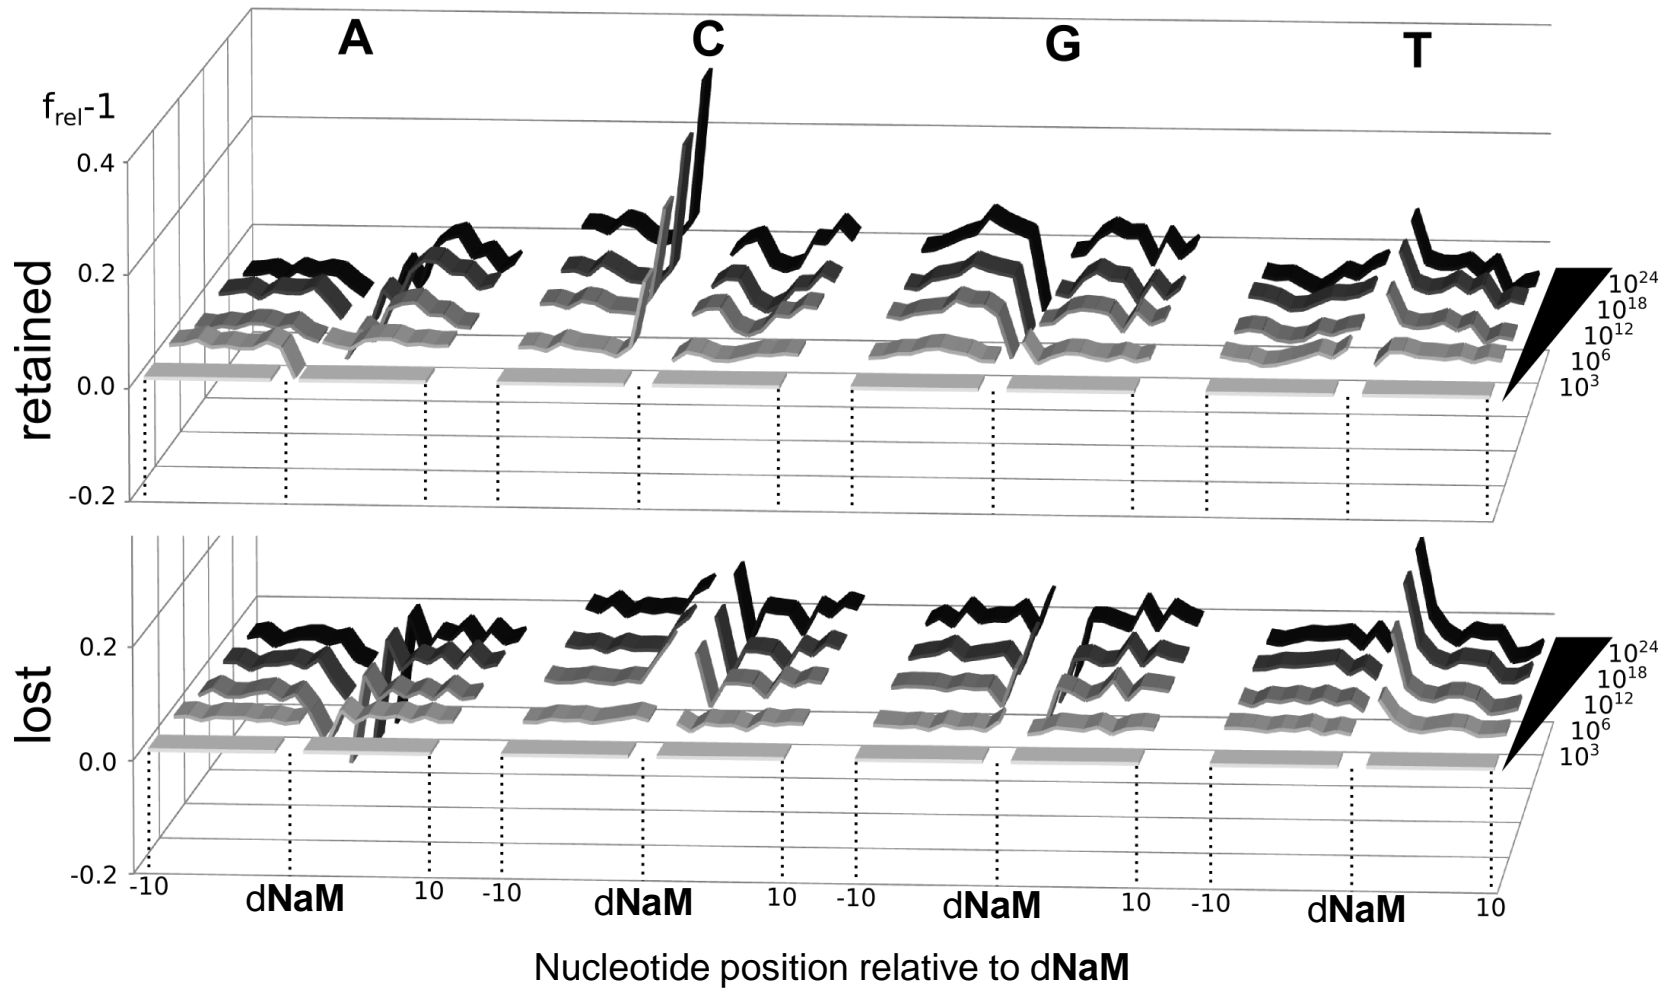 A C G T
f_rel-1
0.4
0.2
0.0
-0.2
retained
10^24
10^18
10^12
10^6
10^3
0.2
0.0
-0.2
lost
10^24
10^18
10^12
10^6
10^3
-10 dNaM 10 -10 dNaM 10 -10 dNaM 10 -10 dNaM 10
Nucleotide position relative to dNaM